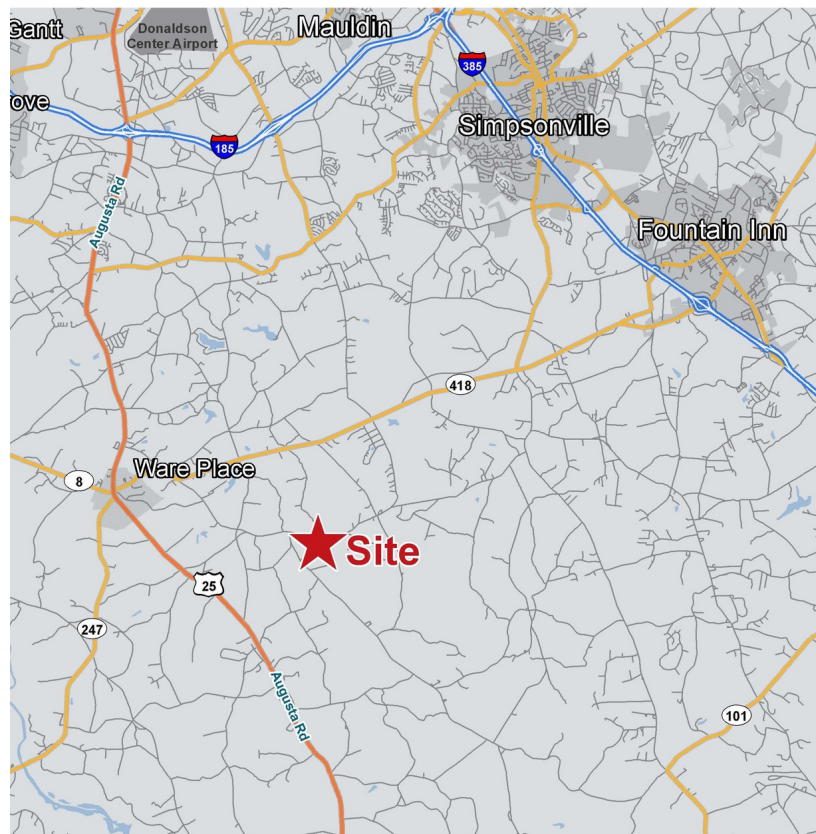 Gantt
Donaldson
Center Airport
Mauldin
385
ove
185
Simpsonville
Augusta Rd
Fountain Inn
418
Ware Place
8
Site
25
247
Augusta Rd
101